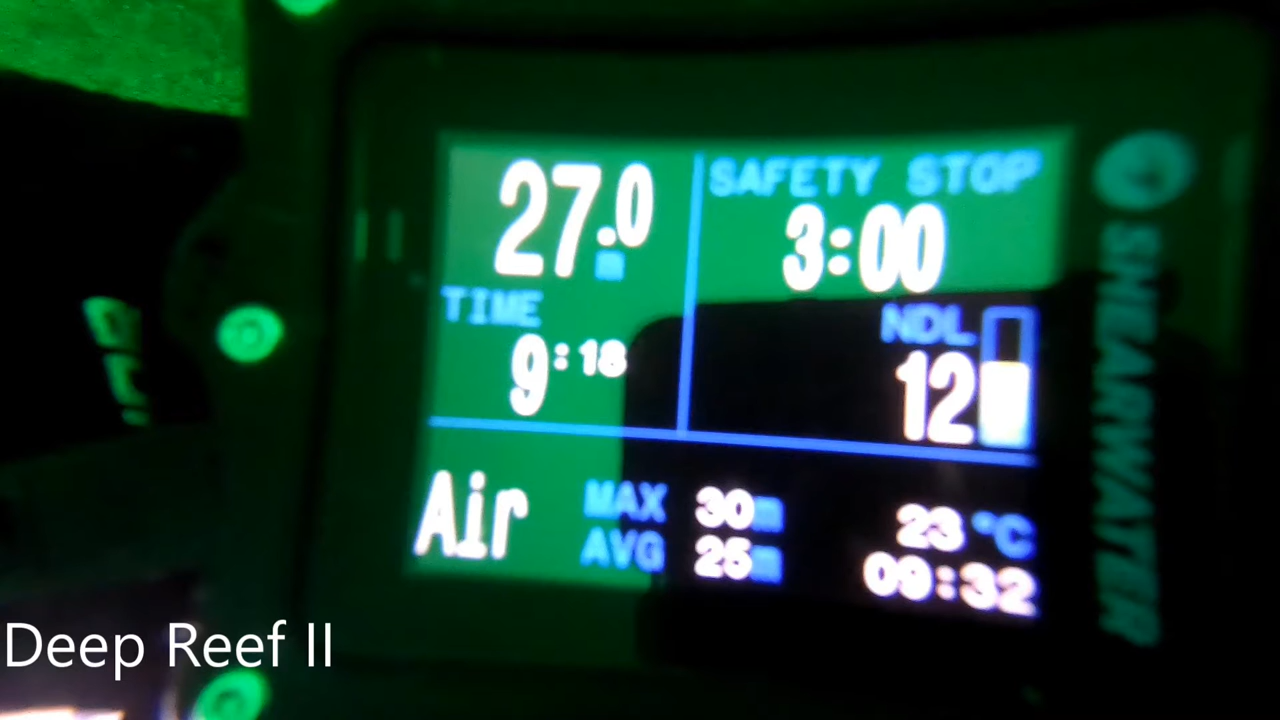 27.0
m
SAFETY STOP
3:00
TIME
9:18
NDL
12
Air
MAX 30m
AVG 25m
23 °C
09:32
SHEARWATER
Deep Reef II